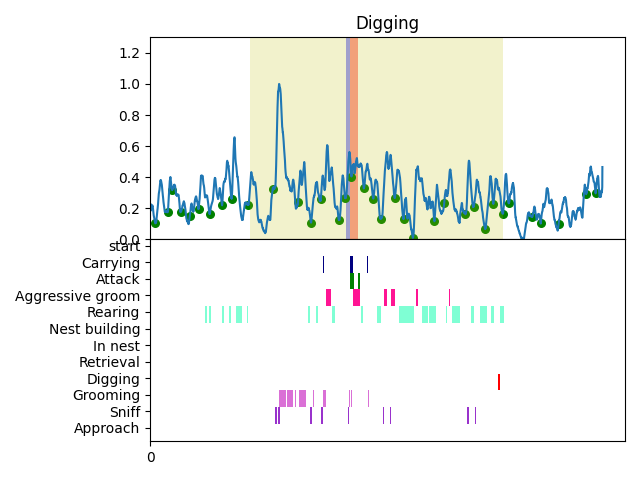 Digging
1.2
1.0
0.8
0.6
0.4
0.2
0.0
start
Carrying
Attack
Aggressive groom
Rearing
Nest building
In nest
Retrieval
Digging
Grooming
Sniff
Approach
0